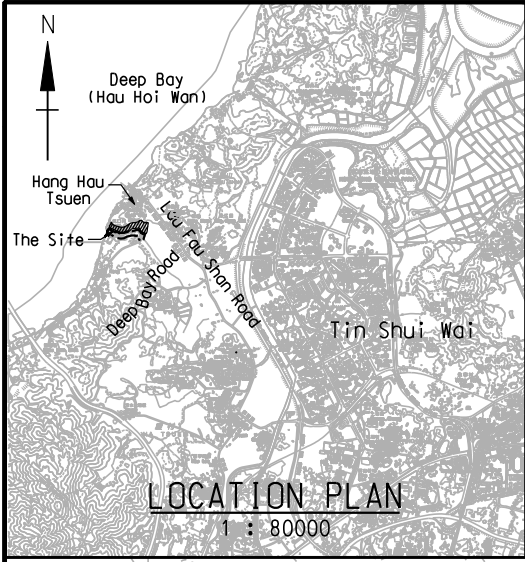 N
Deep Bay
(Hau Hoi Wan)
Hang Hau
Tsuen
The Site
Lau Fau Shan Road
Deep Bay Road
Tin Shui Wai
LOCATION PLAN
1 : 80000